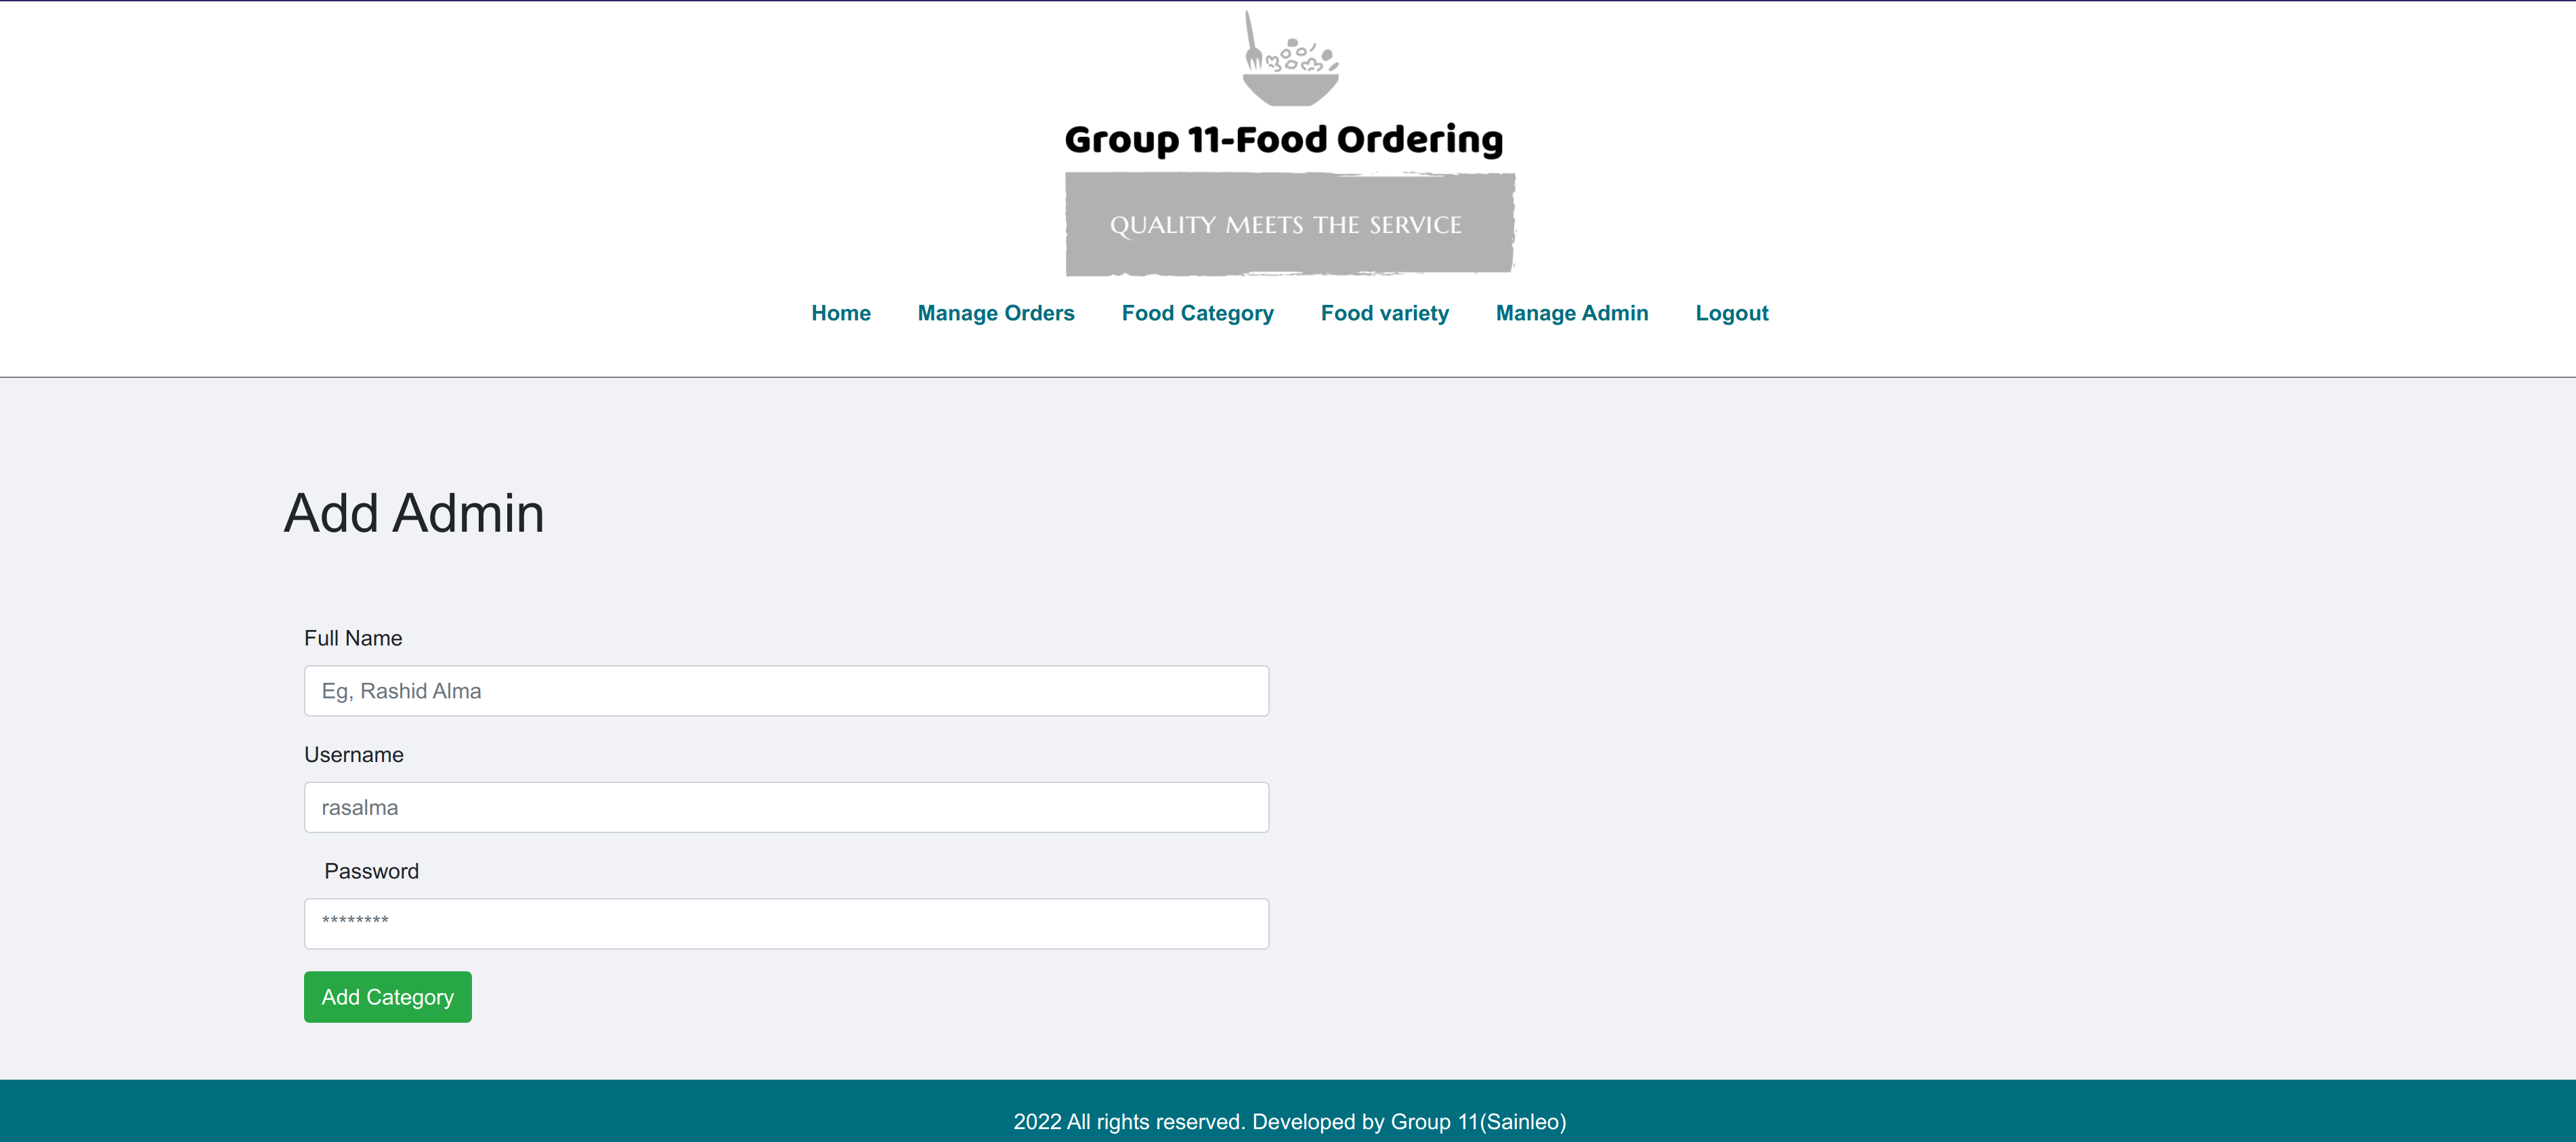 Group 11-Food Ordering
QUALITY MEETS THE SERVICE
Home Manage Orders Food Category Food variety Manage Admin Logout
Add Admin
Full Name
Eg, Rashid Alma
Username
rasalma
Password
********
Add Category
2022 All rights reserved. Developed by Group 11(Sainleo)